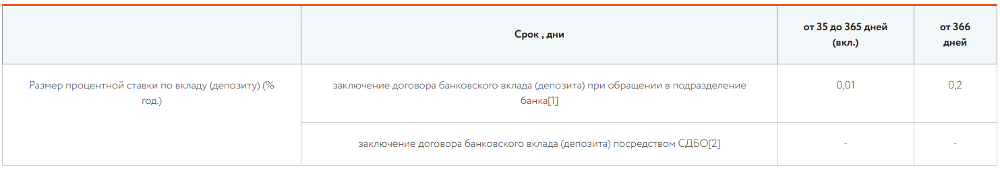 Срок , дни
от 35 до 365 дней
(вкл.)
от 366
дней
Размер процентной ставки по вкладу (депозиту) (%
год.)
заключение договора банковского вклада (депозита) при обращении в подразделение
банка[1]
0,01
0,2
заключение договора банковского вклада (депозита) посредством СДБО[2]
-
-